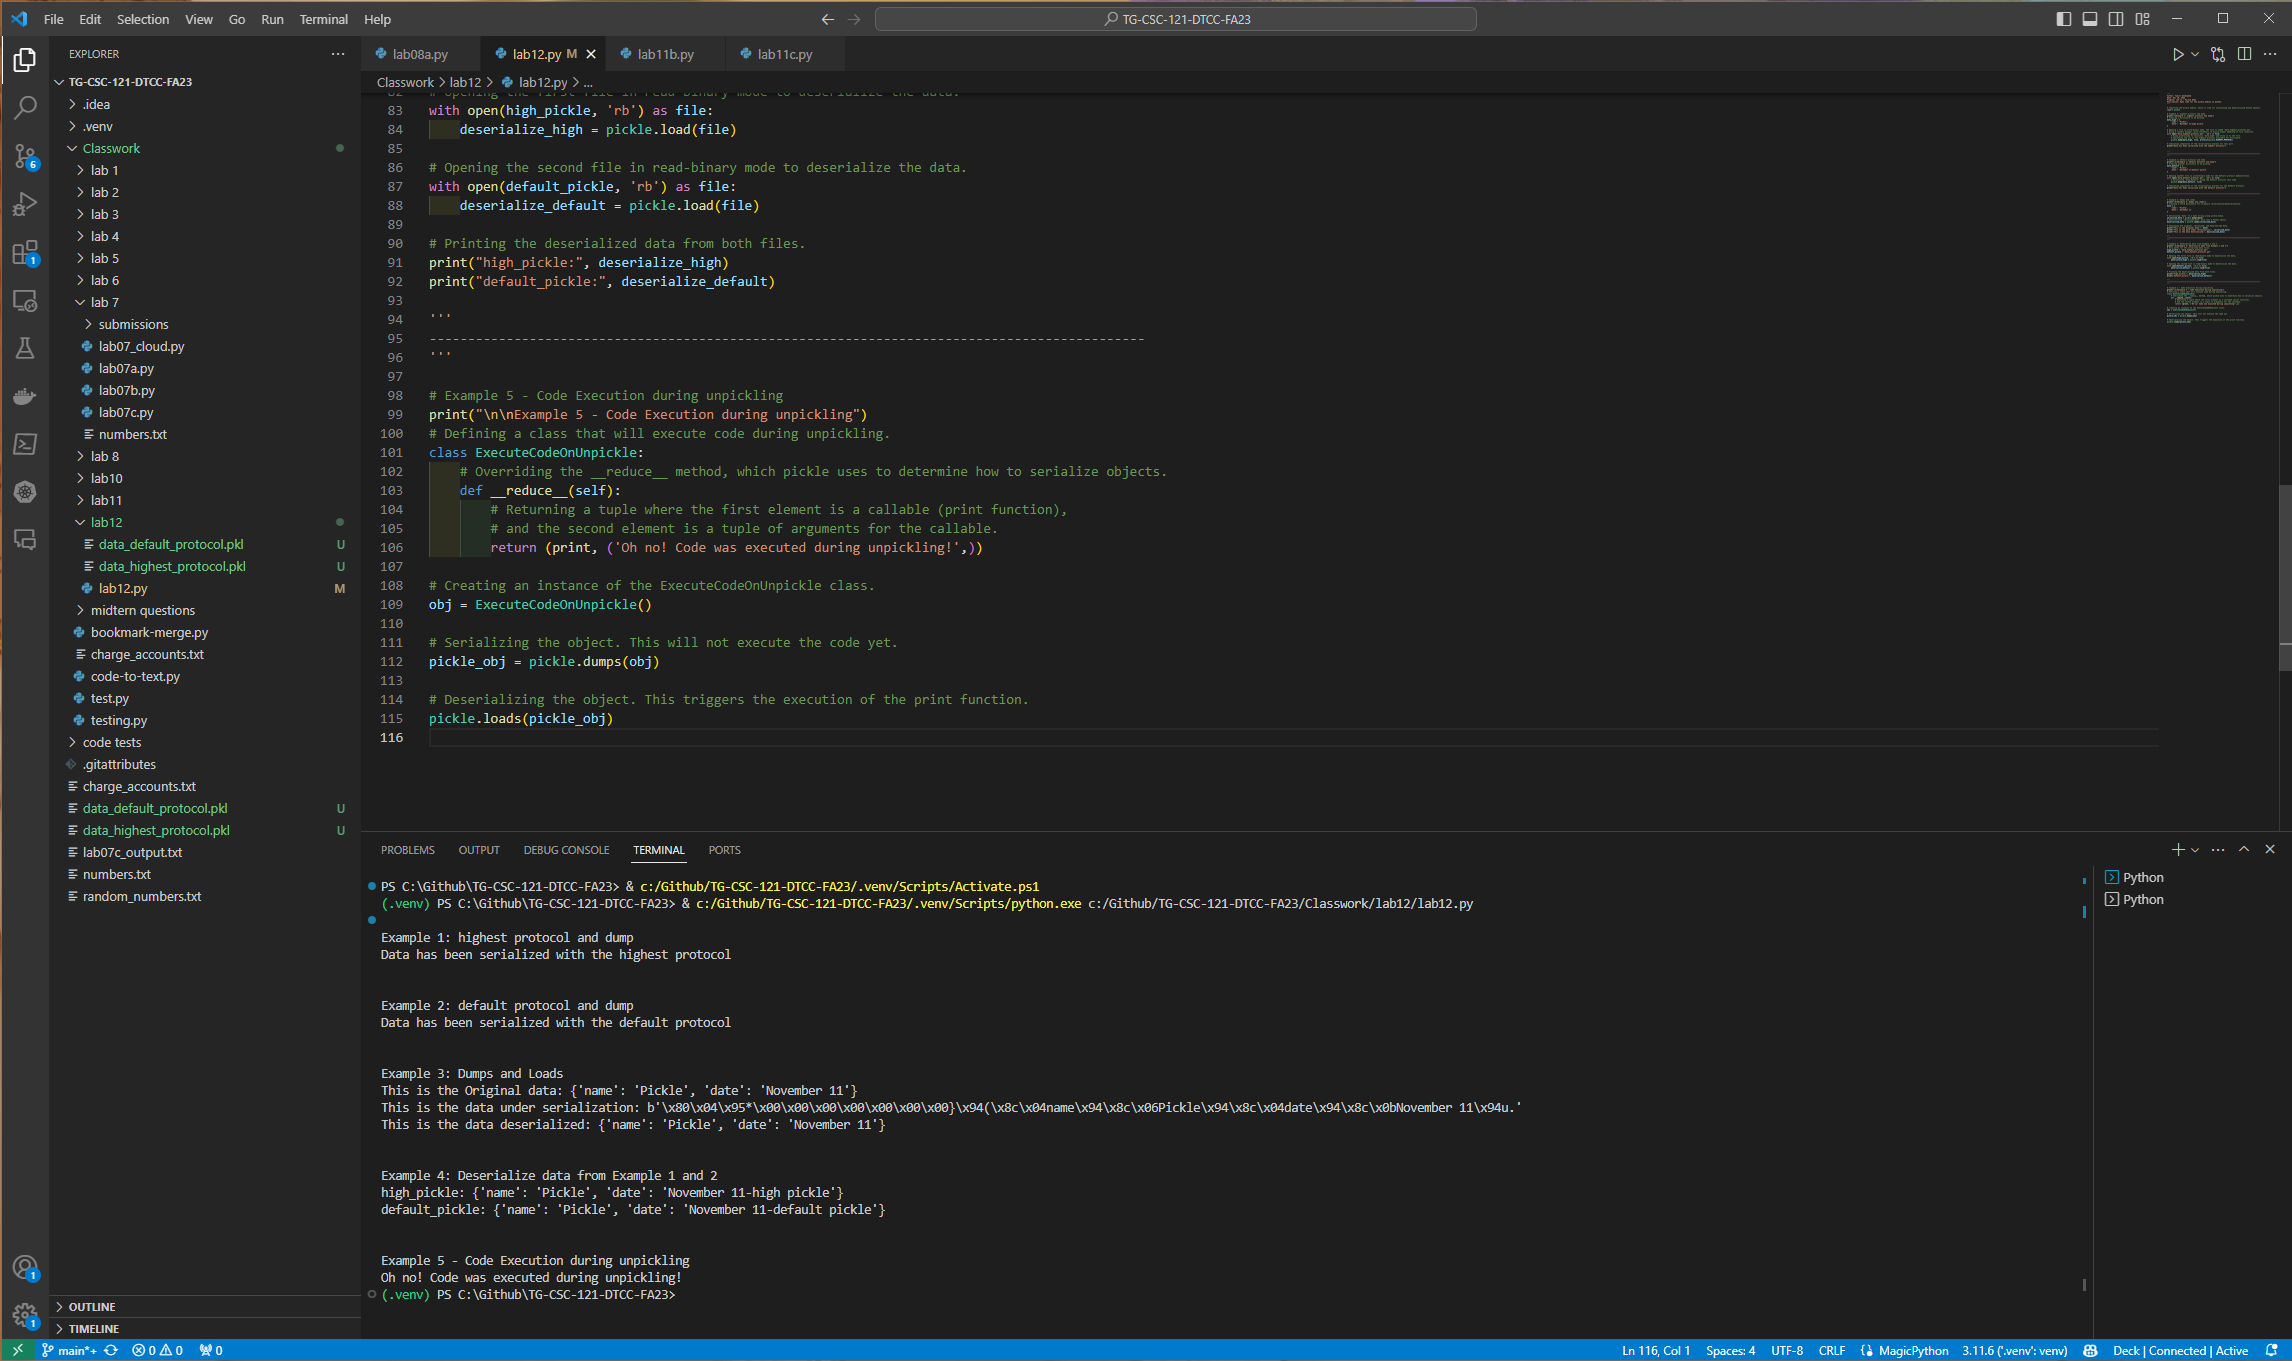 File Edit Selection View Go Run Terminal Help
TG-CSC-121-DTCC-FA23
EXPLORER
TG-CSC-121-DTCC-FA23
.idea
.venv
Classwork
lab 1
lab 2
lab 3
lab 4
lab 5
lab 6
lab 7
submissions
lab07_cloud.py
lab07a.py
lab07b.py
lab07c.py
numbers.txt
lab 8
lab10
lab11
lab12
data_default_protocol.pkl U
data_highest_protocol.pkl U
lab12.py M
midtern questions
bookmark-merge.py
charge_accounts.txt
code-to-text.py
test.py
testing.py
code tests
.gitattributes
charge_accounts.txt
data_default_protocol.pkl U
data_highest_protocol.pkl U
lab07c_output.txt
numbers.txt
random_numbers.txt
OUTLINE
TIMELINE
6
1
1
1
lab08a.py lab12.py M lab11b.py lab11c.py
Classwork > lab12 > lab12.py > ...
82 # Opening the first file in read-binary mode to deserialize the data.
83 with open(high_pickle, 'rb') as file:
84 deserialize_high = pickle.load(file)
85
86 # Opening the second file in read-binary mode to deserialize the data.
87 with open(default_pickle, 'rb') as file:
88 deserialize_default = pickle.load(file)
89
90 # Printing the deserialized data from both files.
91 print("high_pickle:", deserialize_high)
92 print("default_pickle:", deserialize_default)
93
94 '''
95 ---------------------------------------------------------------------------------------------
96 '''
97
98 # Example 5 - Code Execution during unpickling
99 print("\n\nExample 5 - Code Execution during unpickling")
100 # Defining a class that will execute code during unpickling.
101 class ExecuteCodeOnUnpickle:
102 # Overriding the __reduce__ method, which pickle uses to determine how to serialize objects.
103 def __reduce__(self):
104 # Returning a tuple where the first element is a callable (print function),
105 # and the second element is a tuple of arguments for the callable.
106 return (print, ('Oh no! Code was executed during unpickling!',))
107
108 # Creating an instance of the ExecuteCodeOnUnpickle class.
109 obj = ExecuteCodeOnUnpickle()
110
111 # Serializing the object. This will not execute the code yet.
112 pickle_obj = pickle.dumps(obj)
113
114 # Deserializing the object. This triggers the execution of the print function.
115 pickle.loads(pickle_obj)
116
PROBLEMS OUTPUT DEBUG CONSOLE TERMINAL PORTS
PS C:\Github\TG-CSC-121-DTCC-FA23> & c:/Github/TG-CSC-121-DTCC-FA23/.venv/Scripts/Activate.ps1
(.venv) PS C:\Github\TG-CSC-121-DTCC-FA23> & c:/Github/TG-CSC-121-DTCC-FA23/.venv/Scripts/python.exe c:/Github/TG-CSC-121-DTCC-FA23/Classwork/lab12/lab12.py
Example 1: highest protocol and dump
Data has been serialized with the highest protocol
Example 2: default protocol and dump
Data has been serialized with the default protocol
Example 3: Dumps and Loads
This is the Original data: {'name': 'Pickle', 'date': 'November 11'}
This is the data under serialization: b'\x80\x04\x95*\x00\x00\x00\x00\x00\x00\x00}\x94(\x8c\x04name\x94\x8c\x06Pickle\x94\x8c\x04date\x94\x8c\x0bNovember 11\x94u.'
This is the data deserialized: {'name': 'Pickle', 'date': 'November 11'}
Example 4: Deserialize data from Example 1 and 2
high_pickle: {'name': 'Pickle', 'date': 'November 11-high pickle'}
default_pickle: {'name': 'Pickle', 'date': 'November 11-default pickle'}
Example 5 - Code Execution during unpickling
Oh no! Code was executed during unpickling!
(.venv) PS C:\Github\TG-CSC-121-DTCC-FA23>
Python
Python
main*+ 0 0 0
Ln 116, Col 1 Spaces: 4 UTF-8 CRLF MagicPython 3.11.6 ('.venv': venv) Deck | Connected | Active